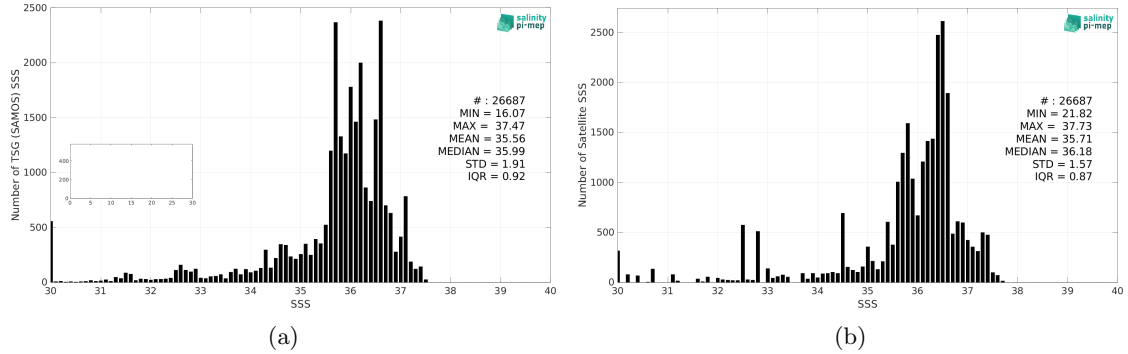 2500
2000
1500
1000
500
0
Number of TSG (SAMOS) SSS
400
200
0
0 5 10 15 20 25 30
salinity
pi-mep
# : 26687
MIN = 16.07
MAX = 37.47
MEAN = 35.56
MEDIAN = 35.99
STD = 1.91
IQR = 0.92
30 31 32 33 34 35 36 37 38 39 40
SSS
(a)
2500
2000
1500
1000
500
0
Number of Satellite SSS
salinity
pi-mep
# : 26687
MIN = 21.82
MAX = 37.73
MEAN = 35.71
MEDIAN = 36.18
STD = 1.57
IQR = 0.87
30 31 32 33 34 35 36 37 38 39 40
SSS
(b)